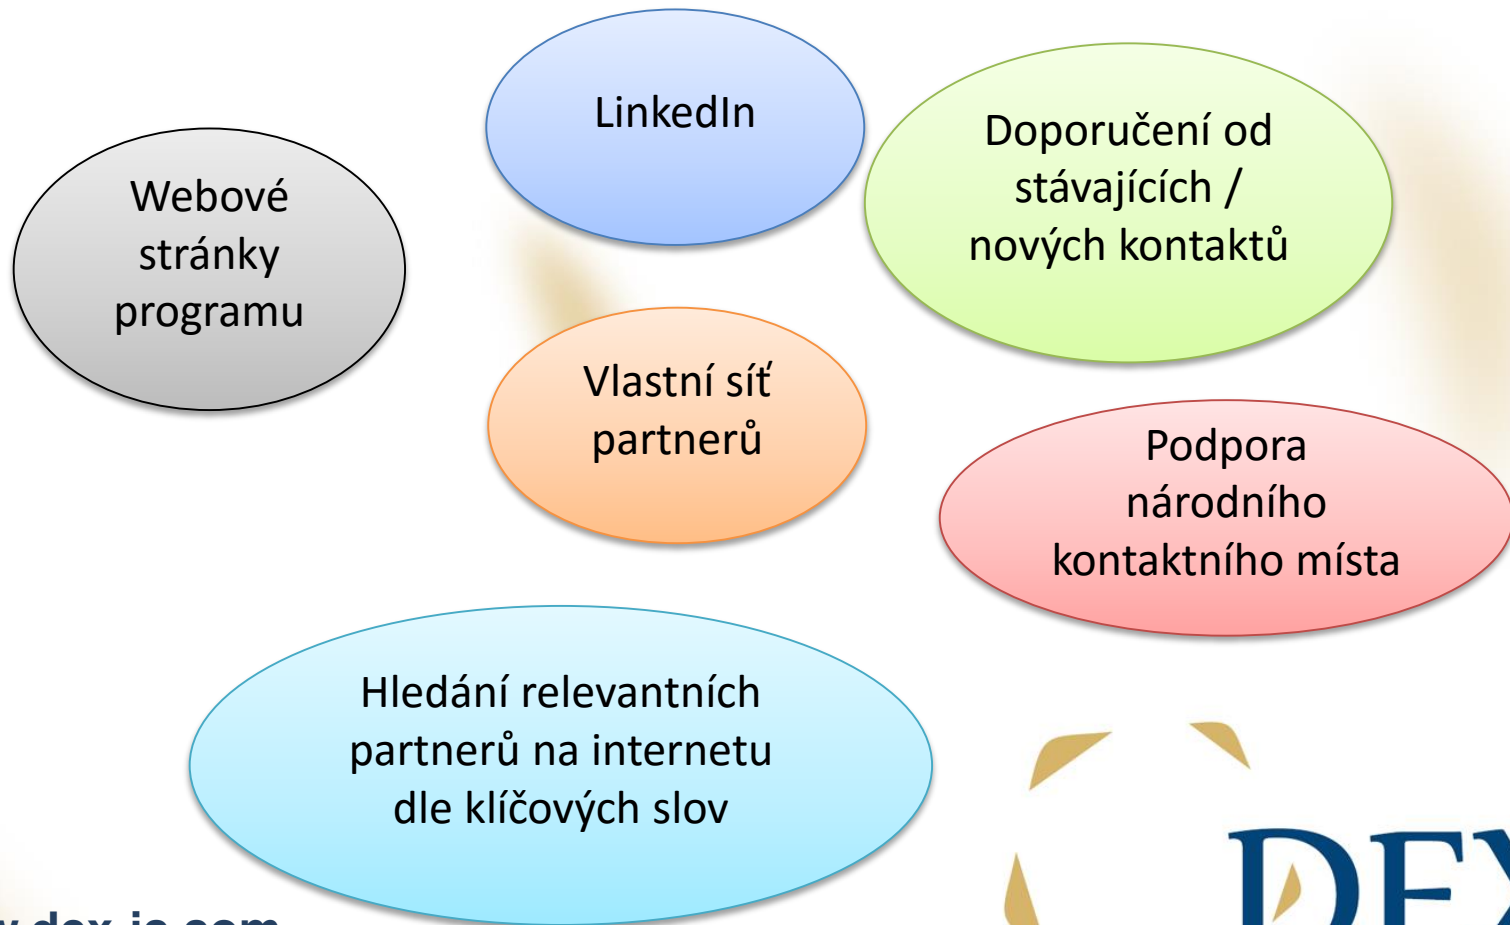 LinkedIn
Doporučení od
stávajících /
nových kontaktů
Webové
stránky
programu
Vlastní síť
partnerů
Podpora
národního
kontaktního místa
Hledání relevantních
partnerů na internetu
dle klíčových slov
DEX